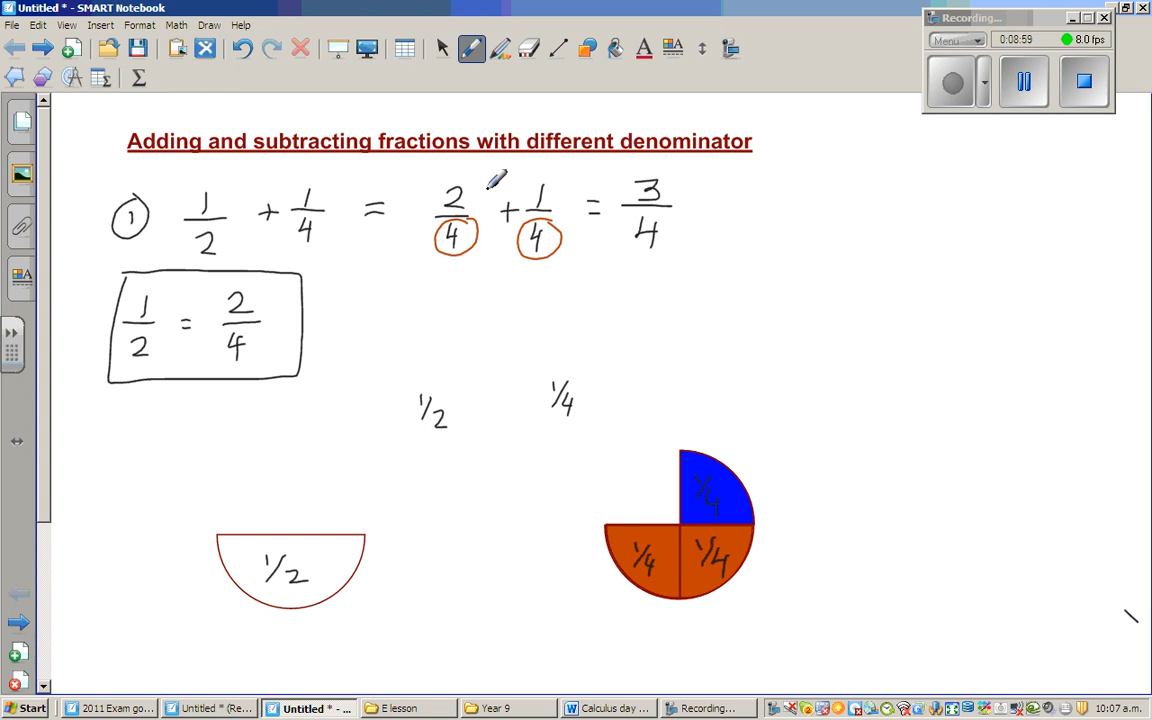 Untitled * - SMART Notebook
File Edit View Insert Format Math Draw Help
Recording...
Menu 0:08:59 8.0 fps
Adding and subtracting fractions with different denominator
① 1/2 + 1/4 = 2/4 + 1/4 = 3/4
1/2 = 2/4
1/2 1/4
1/4
1/2 1/4 1/4
Start 2011 Exam go... Untitled * (Re... Untitled * - ... E lesson Year 9 Calculus day ... Recording... 10:07 a.m.